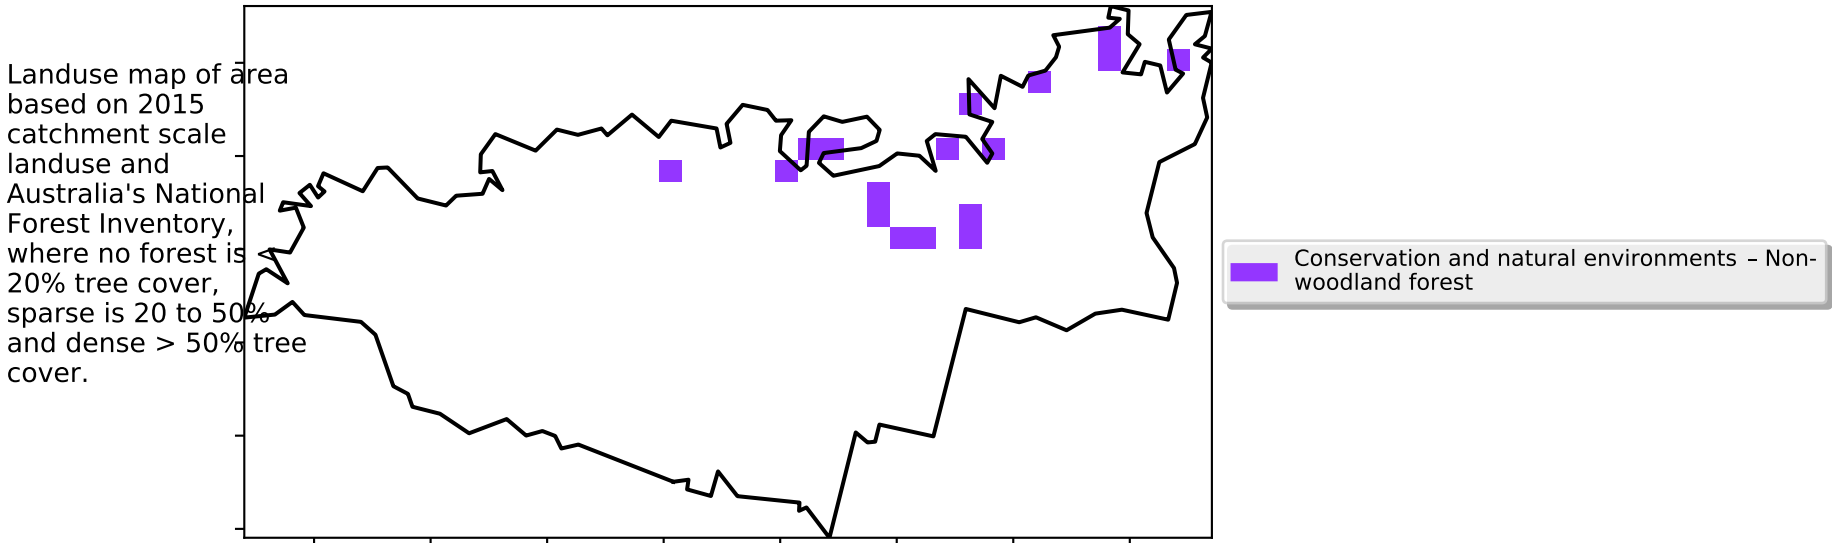 Landuse map of area
based on 2015
catchment scale
landuse and
Australia's National
Forest Inventory,
where no forest is <
20% tree cover,
sparse is 20 to 50%
and dense > 50% tree
cover.
Conservation and natural environments – Non-
woodland forest